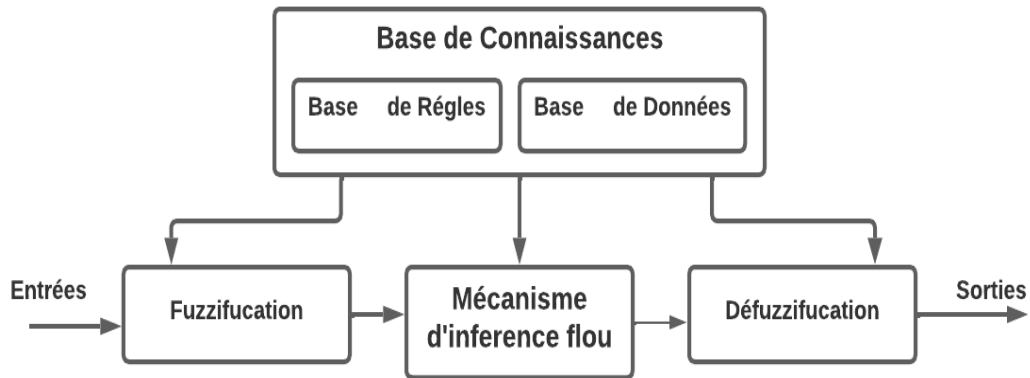 Base de Connaissances
Base de Régles
Base de Données
Entrées
Fuzzifucation
Mécanisme
d'inference flou
Défuzzifucation
Sorties